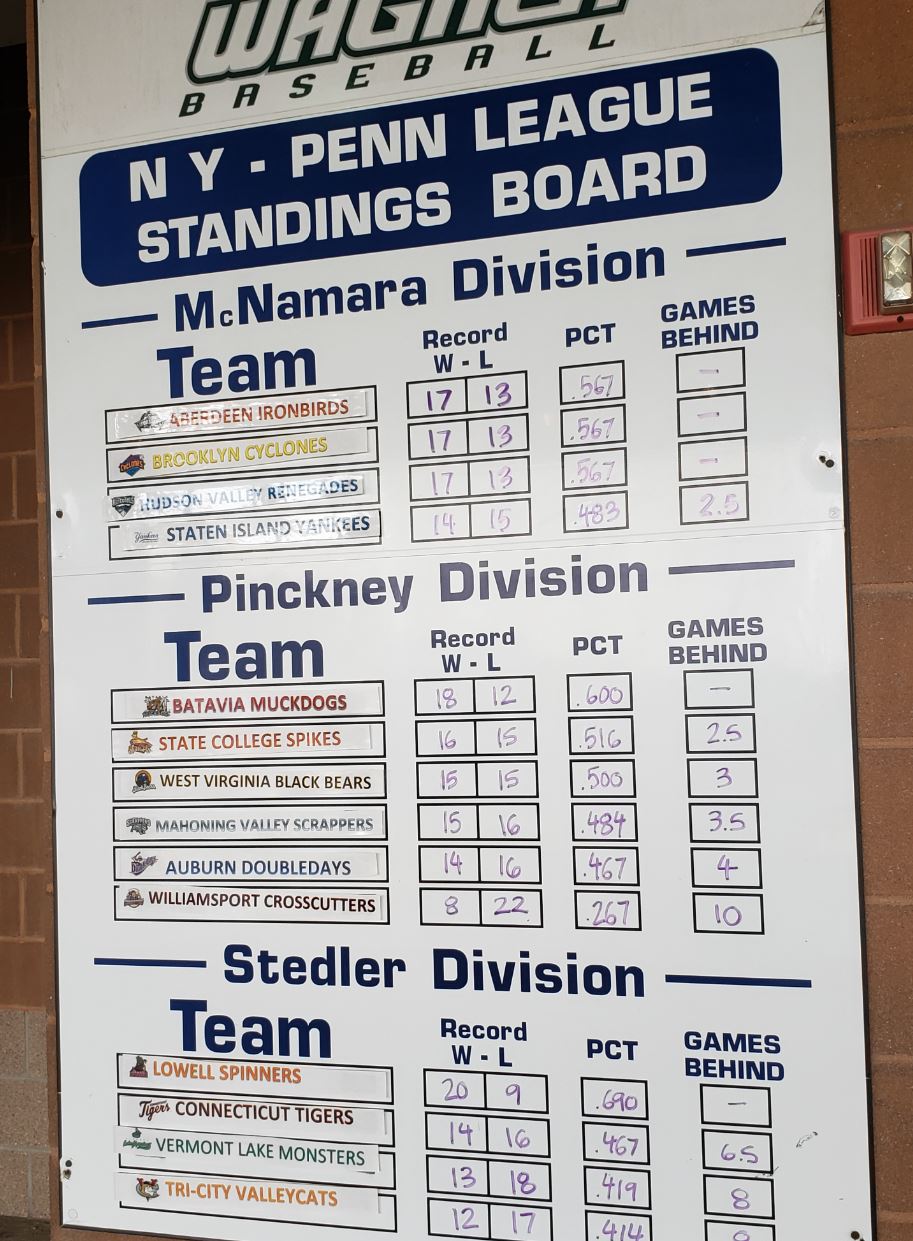 WAGNER
BASEBALL
NY - PENN LEAGUE
STANDINGS BOARD
McNamara Division
Team Record W - L PCT GAMES BEHIND
ABERDEEN IRONBIRDS 17 13 .567 -
BROOKLYN CYCLONES 17 13 .567 -
HUDSON VALLEY RENEGADES 17 13 .567 -
Yankees STATEN ISLAND YANKEES 14 15 .483 2.5
Pinckney Division
Team Record W - L PCT GAMES BEHIND
BATAVIA MUCKDOGS 18 12 .600 -
STATE COLLEGE SPIKES 16 15 .516 2.5
WEST VIRGINIA BLACK BEARS 15 15 .500 3
MAHONING VALLEY SCRAPPERS 15 16 .484 3.5
AUBURN DOUBLEDAYS 14 16 .467 4
WILLIAMSPORT CROSSCUTTERS 8 22 .267 10
Stedler Division
Team Record W - L PCT GAMES BEHIND
LOWELL SPINNERS 20 9 .690 -
Tigers CONNECTICUT TIGERS 14 16 .467 6.5
VERMONT LAKE MONSTERS 13 18 .419 8
TRI-CITY VALLEYCATS 12 17 .414